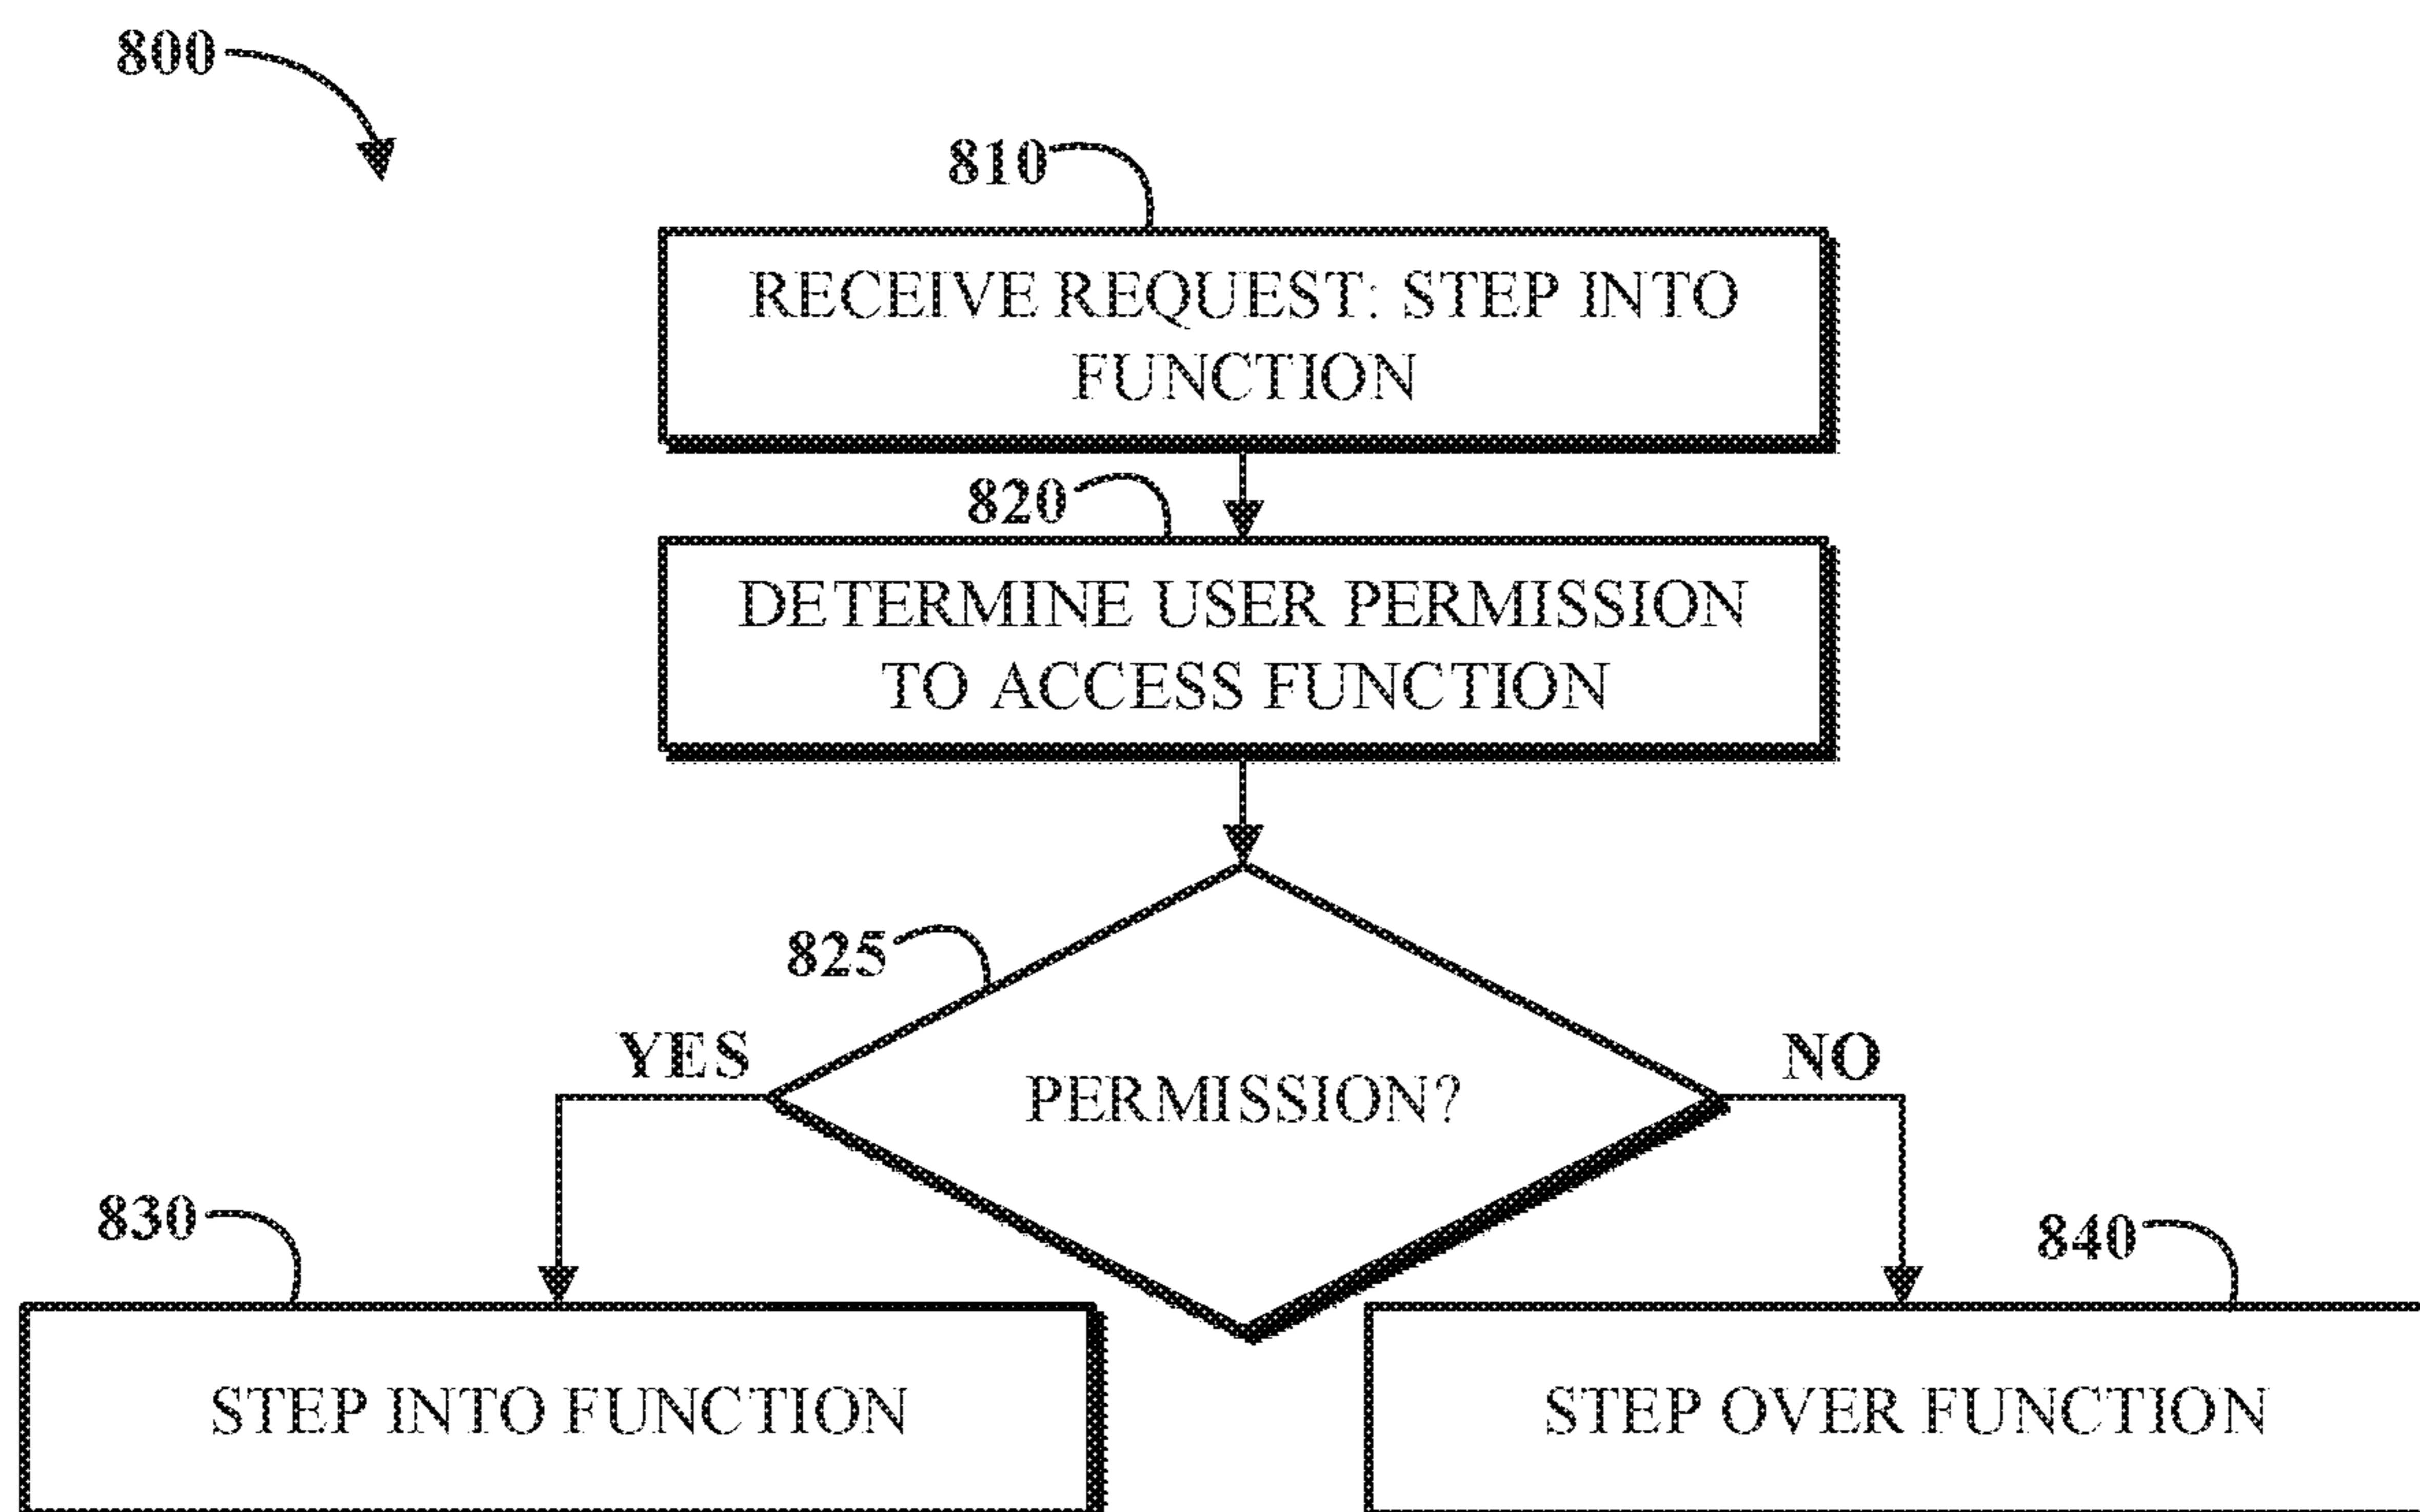 800
810
RECEIVE REQUEST: STEP INTO
FUNCTION
820
DETERMINE USER PERMISSION
TO ACCESS FUNCTION
825
YES
PERMISSION?
NO
830
840
STEP INTO FUNCTION
STEP OVER FUNCTION